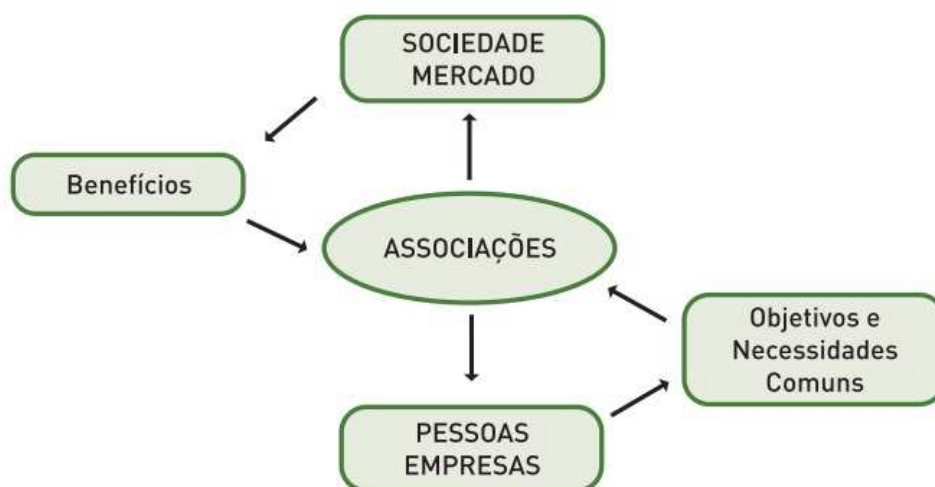 SOCIEDADE
MERCADO
Benefícios
ASSOCIAÇÕES
Objetivos e
Necessidades
Comuns
PESSOAS
EMPRESAS